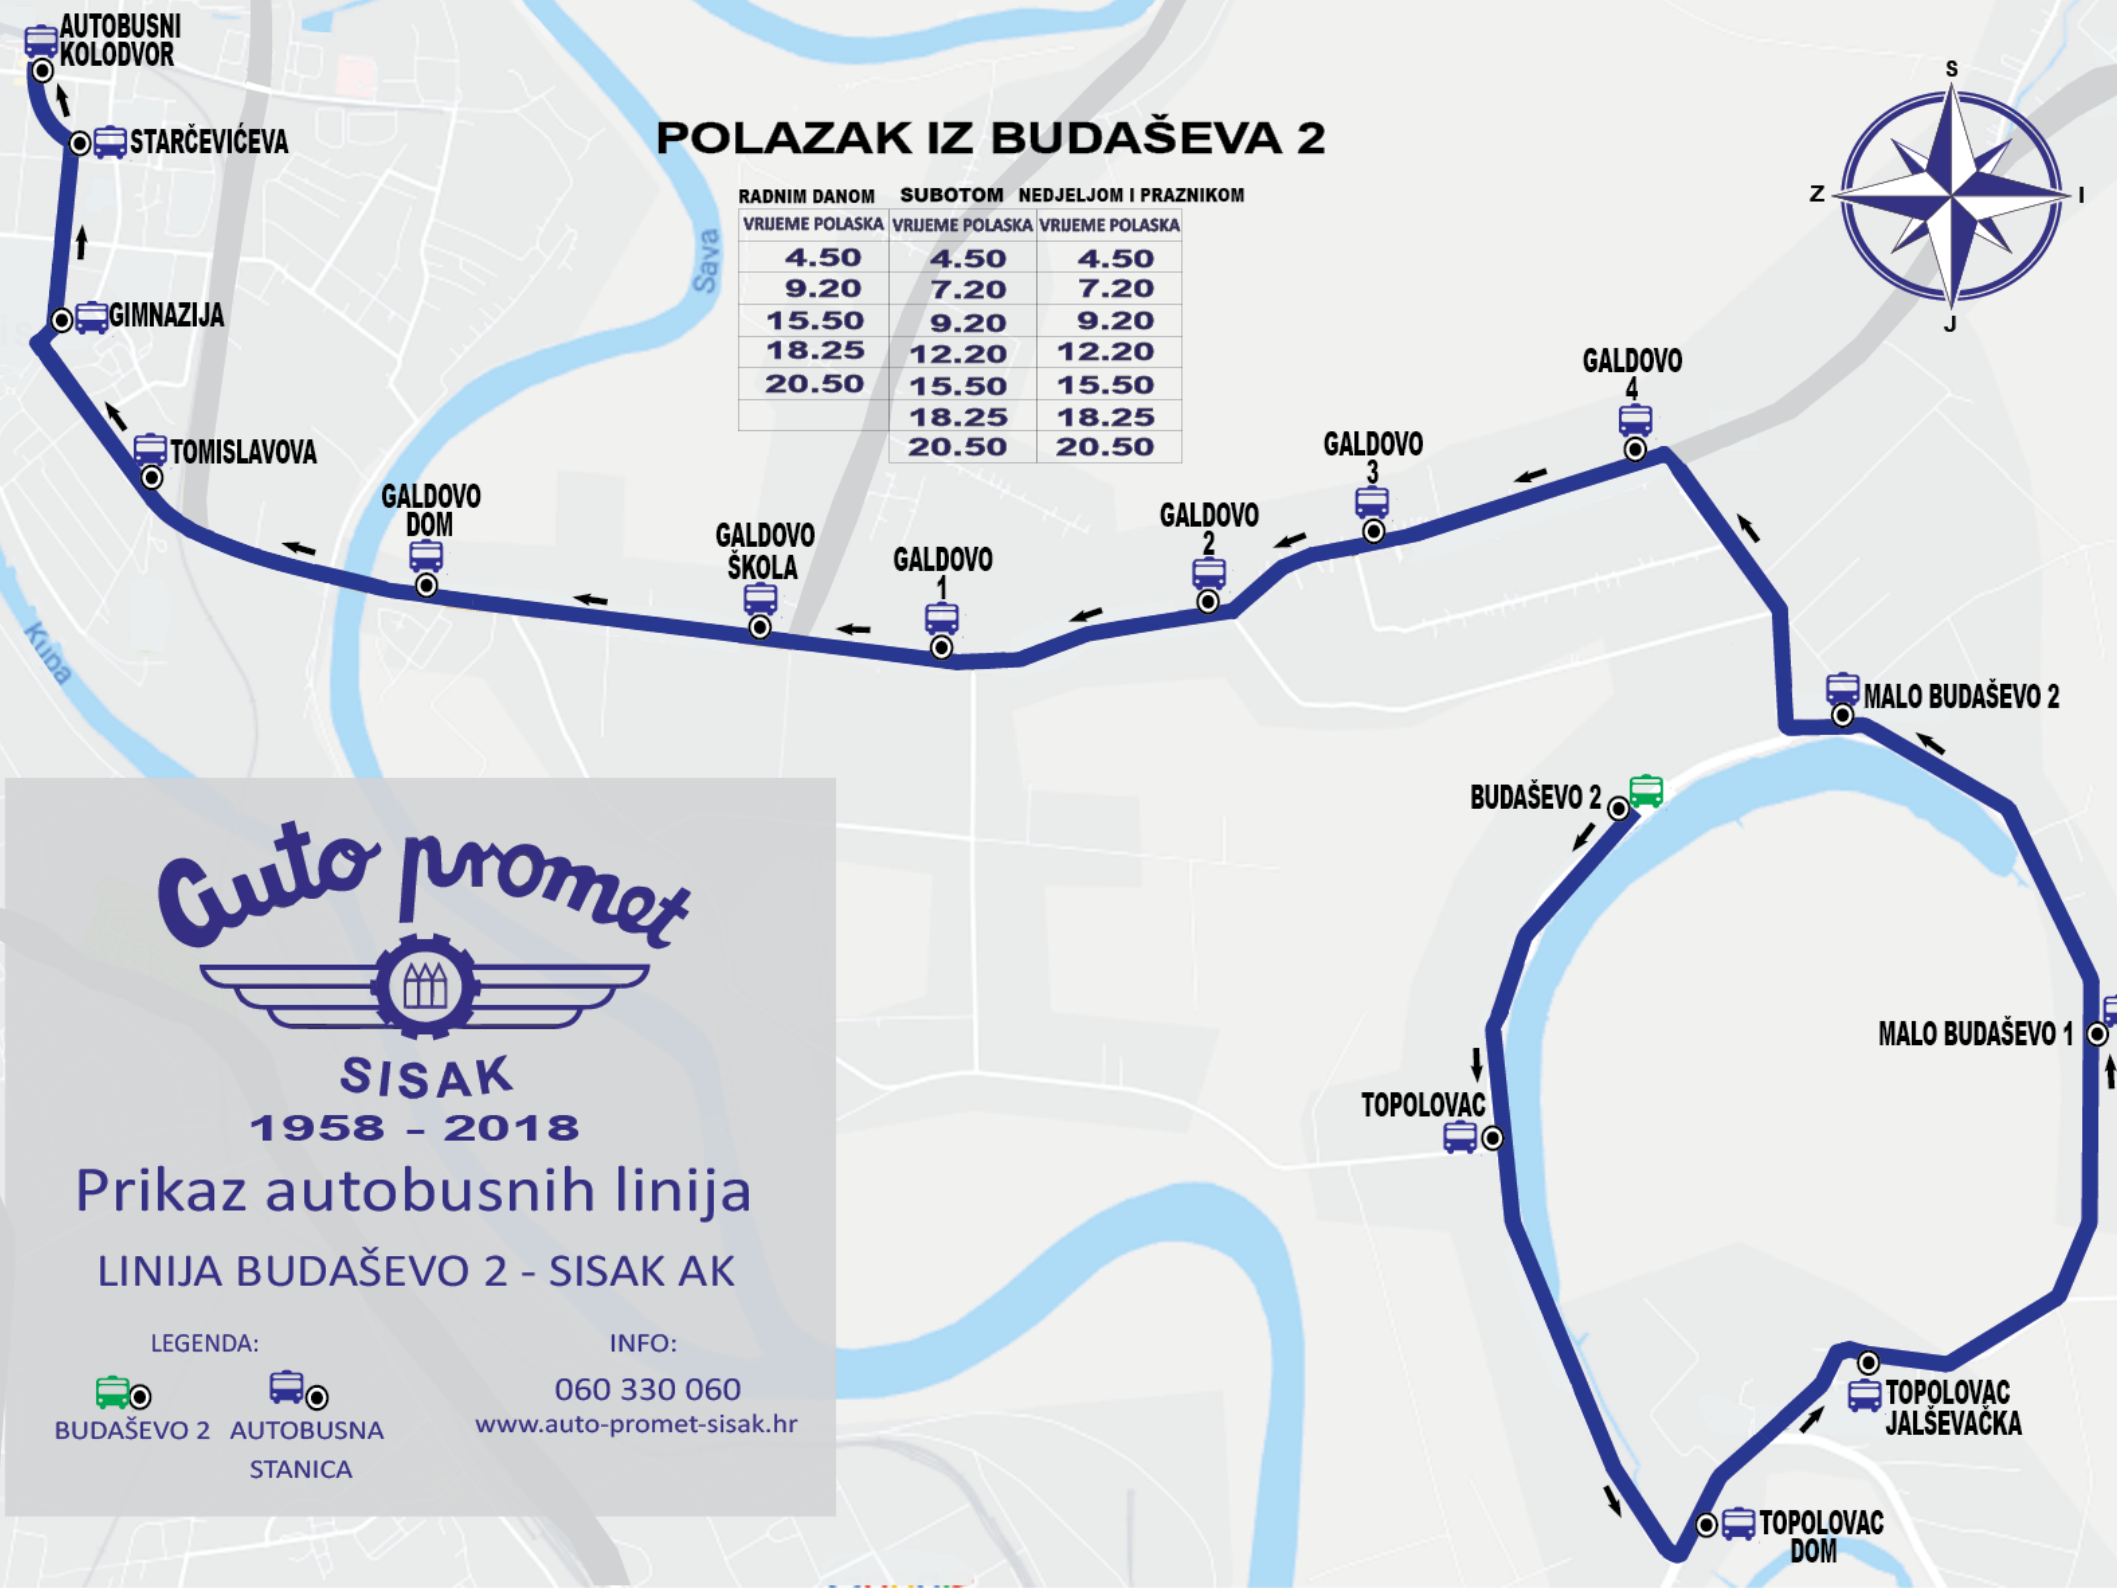 AUTOBUSNI
KOLODVOR
STARČEVIĆEVA
GIMNAZIJA
TOMISLAVOVA
POLAZAK IZ BUDAŠEVA 2
RADNIM DANOM SUBOTOM NEDJELJOM I PRAZNIKOM
VRIJEME POLASKA VRIJEME POLASKA VRIJEME POLASKA
4.50 4.50 4.50
9.20 7.20 7.20
15.50 9.20 9.20
18.25 12.20 12.20
20.50 15.50 15.50
18.25 18.25
20.50 20.50
S
Z
I
J
Sava
Kupa
GALDOVO
DOM
GALDOVO
ŠKOLA
GALDOVO
1
GALDOVO
2
GALDOVO
3
GALDOVO
4
MALO BUDAŠEVO 2
BUDAŠEVO 2
MALO BUDAŠEVO 1
TOPOLOVAC
TOPOLOVAC
JALŠEVAČKA
TOPOLOVAC
DOM
Auto promet
SISAK
1958 - 2018
Prikaz autobusnih linija
LINIJA BUDAŠEVO 2 - SISAK AK
LEGENDA:
BUDAŠEVO 2
AUTOBUSNA
STANICA
INFO:
060 330 060
www.auto-promet-sisak.hr